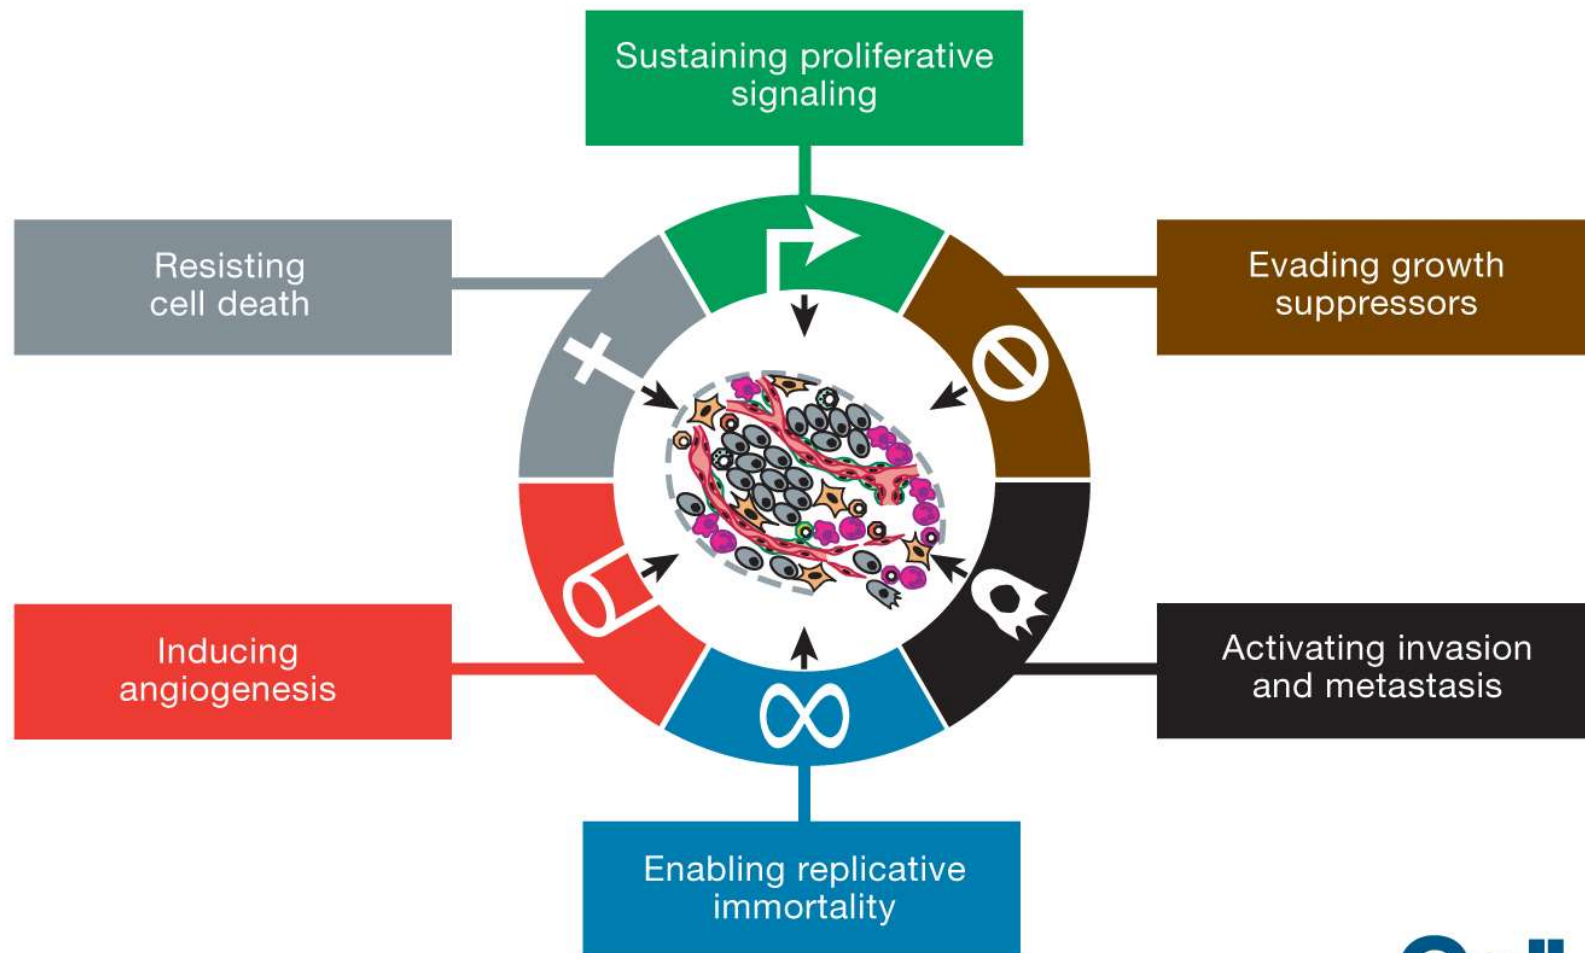 Sustaining proliferative
signaling
Resisting
cell death
Evading growth
suppressors
Inducing
angiogenesis
Activating invasion
and metastasis
Enabling replicative
immortality